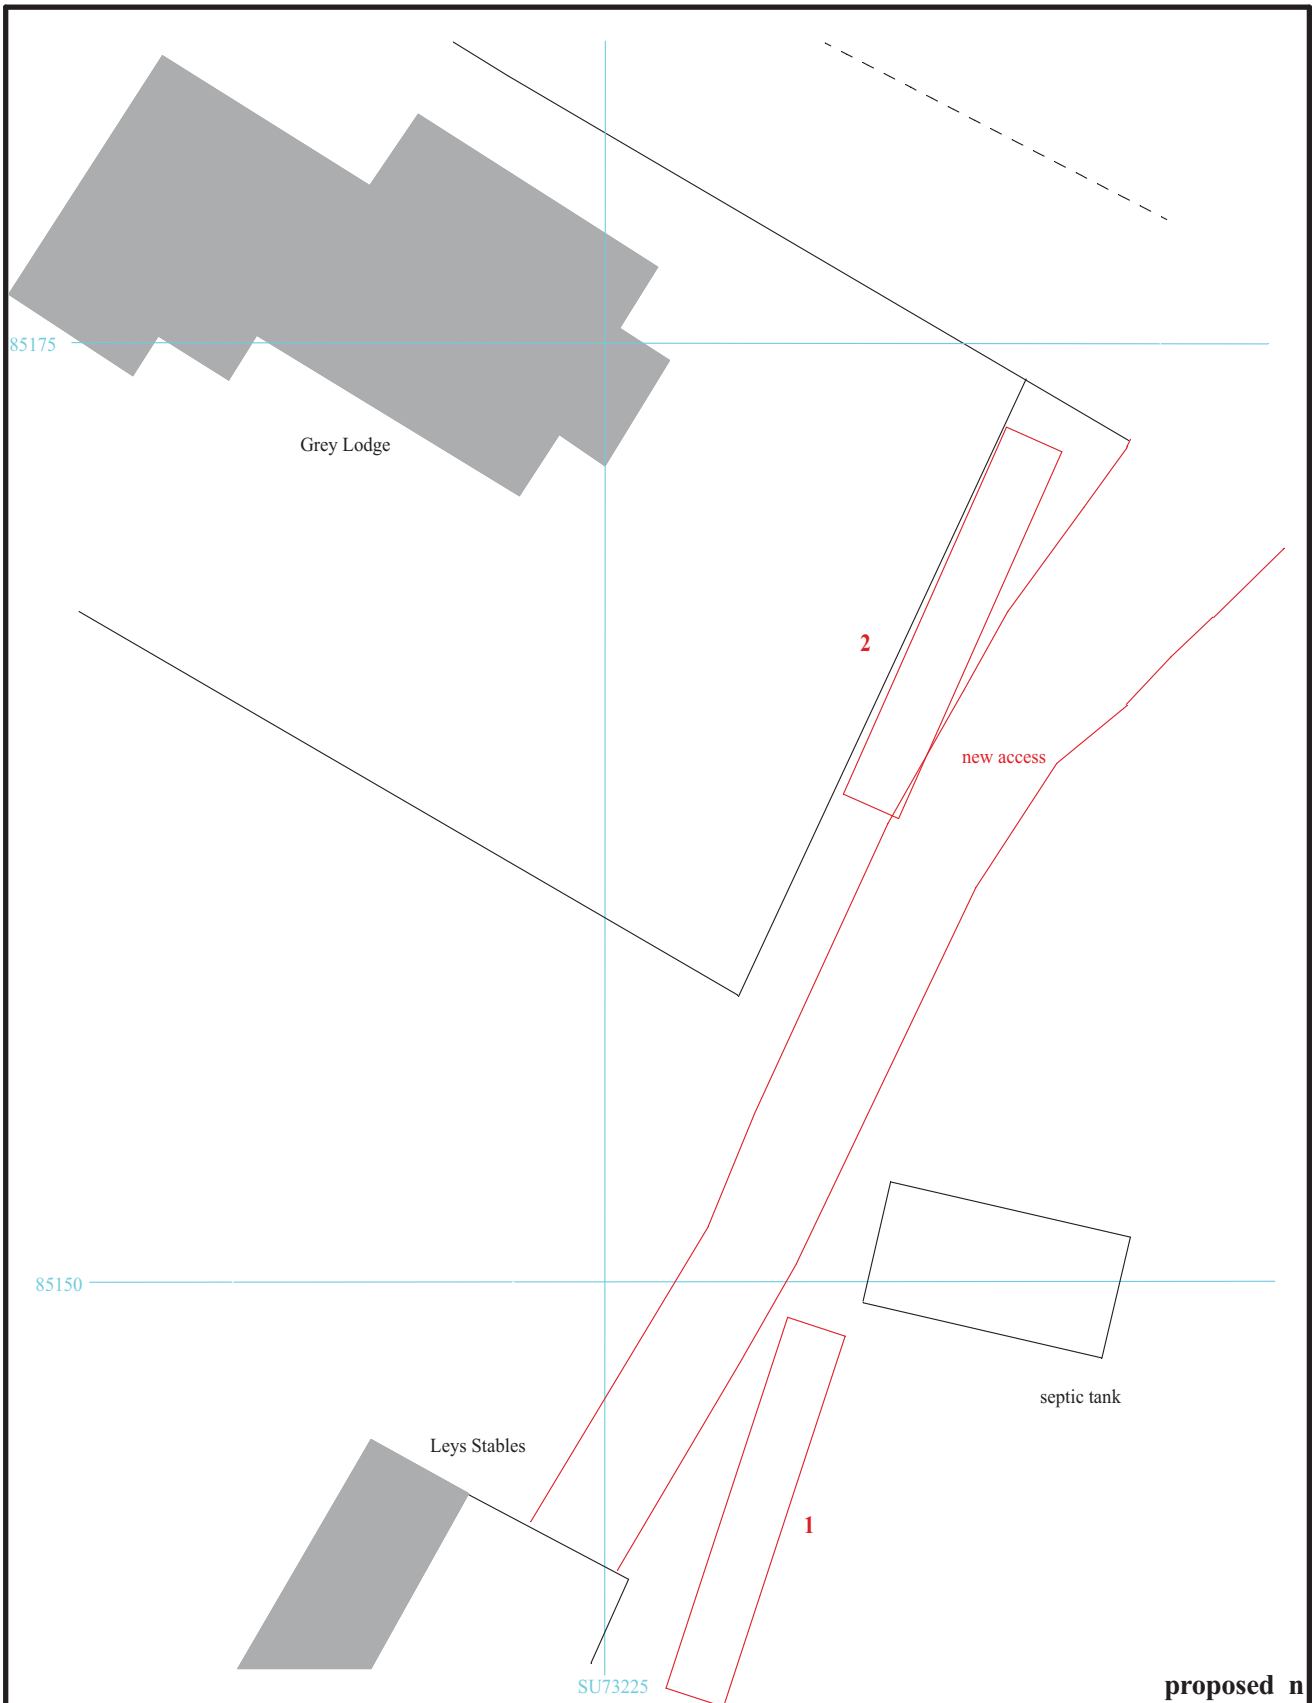 85175
Grey Lodge
2
new access
85150
septic tank
Leys Stables
1
SU73225
proposed n